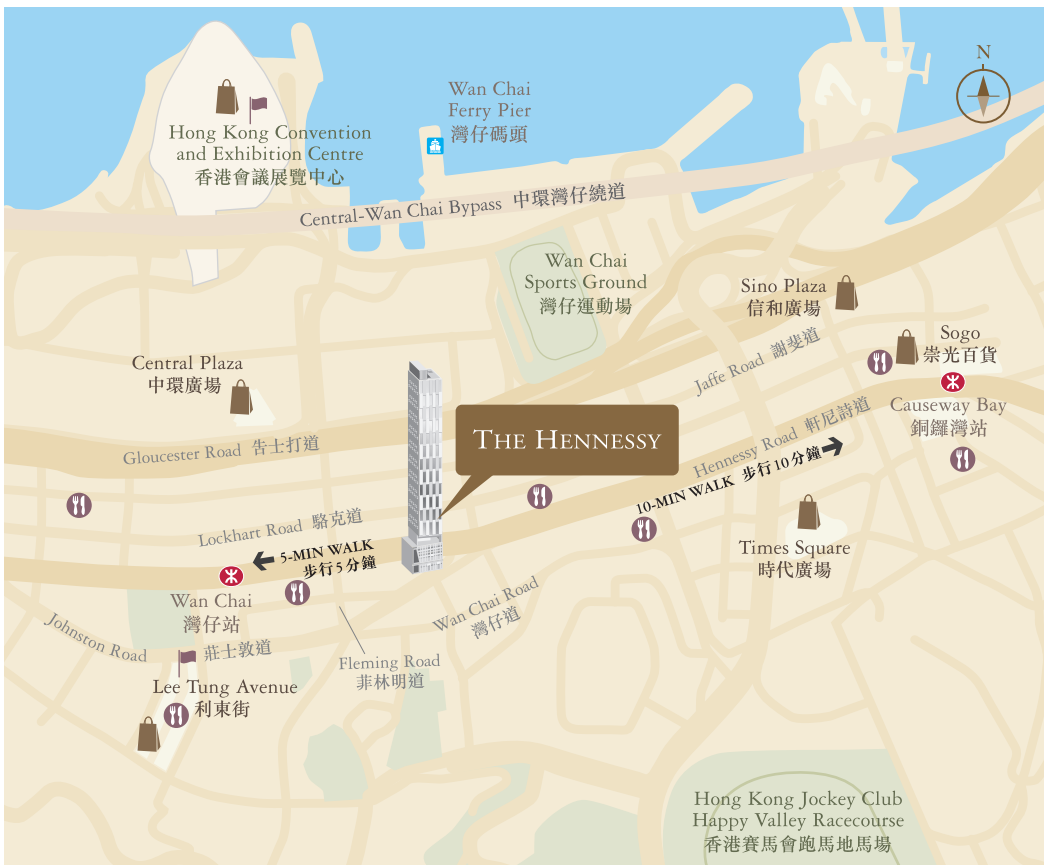 N
Wan Chai
Ferry Pier
灣仔碼頭
Hong Kong Convention
and Exhibition Centre
香港會議展覽中心
Central-Wan Chai Bypass 中環灣仔繞道
Wan Chai
Sports Ground
灣仔運動場
Sino Plaza
信和廣場
Sogo
崇光百貨
Jaffe Road 謝斐道
Central Plaza
中環廣場
Causeway Bay
銅鑼灣站
THE HENNESSY
Gloucester Road 告士打道
Hennessy Road 軒尼詩道
10-MIN WALK 步行10分鐘
Lockhart Road 駱克道
5-MIN WALK
步行5分鐘
Times Square
時代廣場
Wan Chai
灣仔站
Wan Chai Road
灣仔道
Johnston Road 莊士敦道
Fleming Road
菲林明道
Lee Tung Avenue
利東街
Hong Kong Jockey Club
Happy Valley Racecourse
香港賽馬會跑馬地馬場